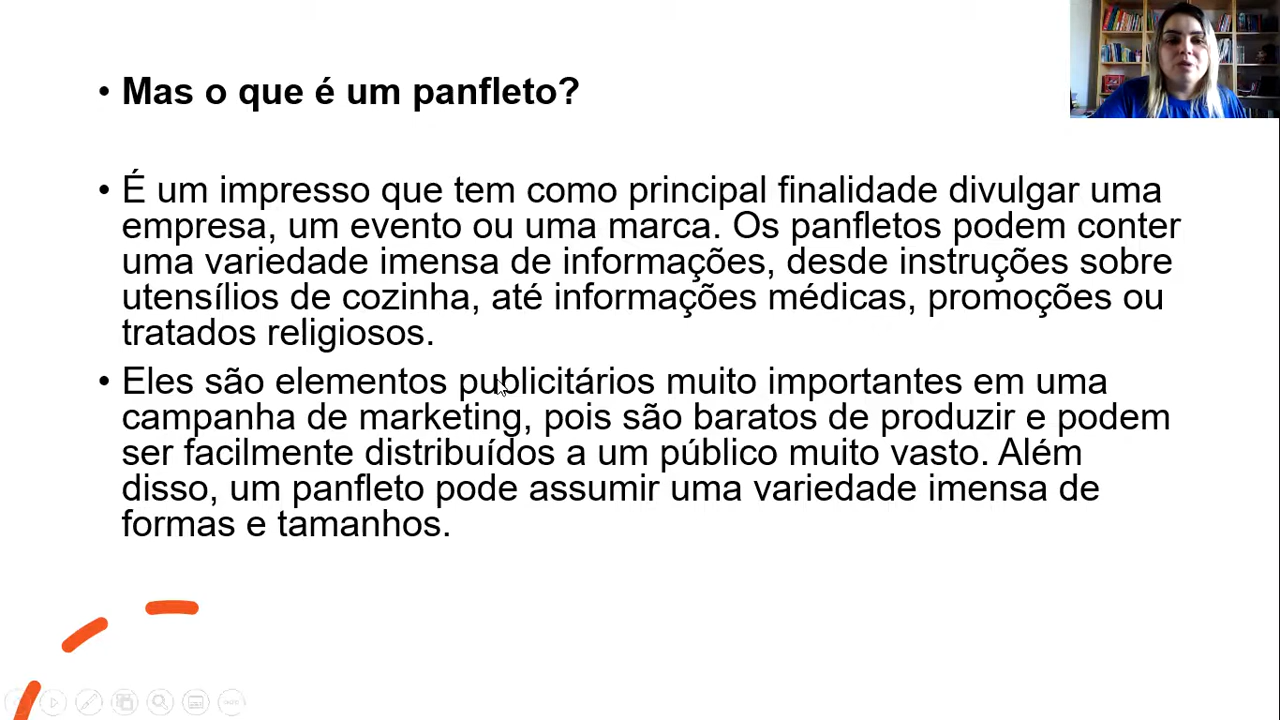 • Mas o que é um panfleto?
• É um impresso que tem como principal finalidade divulgar uma
empresa, um evento ou uma marca. Os panfletos podem conter
uma variedade imensa de informações, desde instruções sobre
utensílios de cozinha, até informações médicas, promoções ou
tratados religiosos.
• Eles são elementos publicitários muito importantes em uma
campanha de marketing, pois são baratos de produzir e podem
ser facilmente distribuídos a um público muito vasto. Além
disso, um panfleto pode assumir uma variedade imensa de
formas e tamanhos.